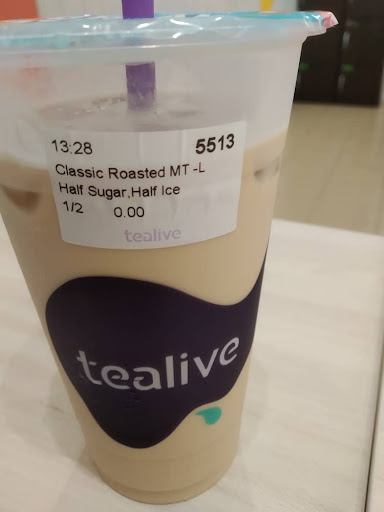 13:28 5513
Classic Roasted MT -L
Half Sugar,Half Ice
1/2 0.00
tealive
tealive